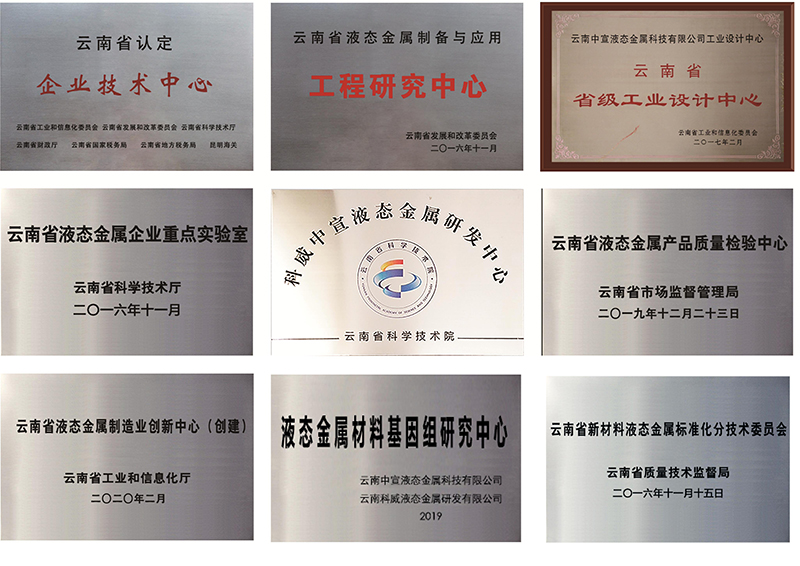 云南省认定
企业技术中心
云南省工业和信息化委员会 云南省发展和改革委员会 云南省科学技术厅
云南省财政厅 云南省国家税务局 云南省地方税务局 昆明海关
云南省液态金属制备与应用
工程研究中心
云南省发展和改革委员会
二〇一六年十一月
云南中宣液态金属科技有限公司工业设计中心
云南省
省级工业设计中心
云南省工业和信息化委员会
二〇一七年二月
云南省液态金属企业重点实验室
云南省科学技术厅
二〇一六年十一月
科威中宣液态金属研发中心
云南省科学技术院
云南省科学技术院
云南省液态金属产品质量检验中心
云南省市场监督管理局
二〇一九年十二月二十三日
云南省液态金属制造业创新中心（创建）
云南省工业和信息化厅
二〇二〇年二月
液态金属材料基因组研究中心
云南中宣液态金属科技有限公司
云南科威液态金属研发有限公司
2019
云南省新材料液态金属标准化分技术委员会
云南省质量技术监督局
二〇一六年十一月十五日